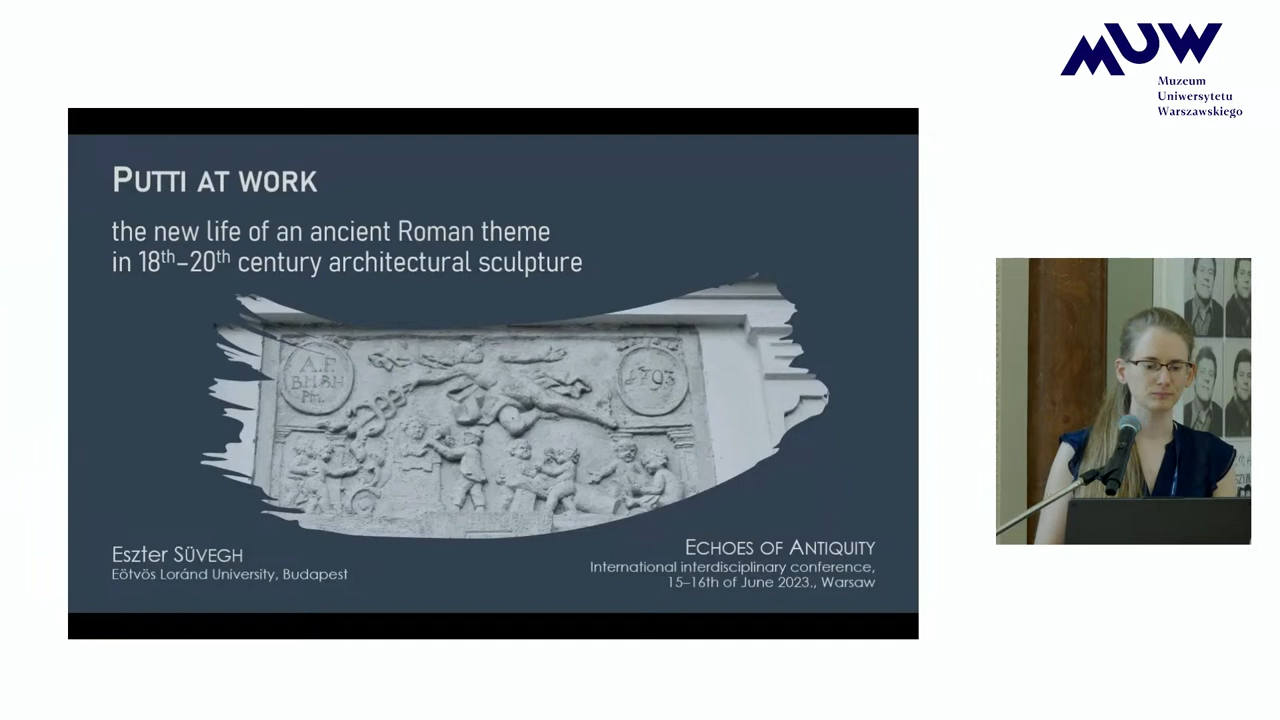 MUW
Muzeum
Uniwersytetu
Warszawskiego
PUTTI AT WORK
the new life of an ancient Roman theme
in 18th–20th century architectural sculpture
A.F.
B.H.B.H
PM.
1793
Eszter SÜVEGH
Eötvös Loránd University, Budapest
ECHOES OF ANTIQUITY
International interdisciplinary conference,
15–16th of June 2023., Warsaw